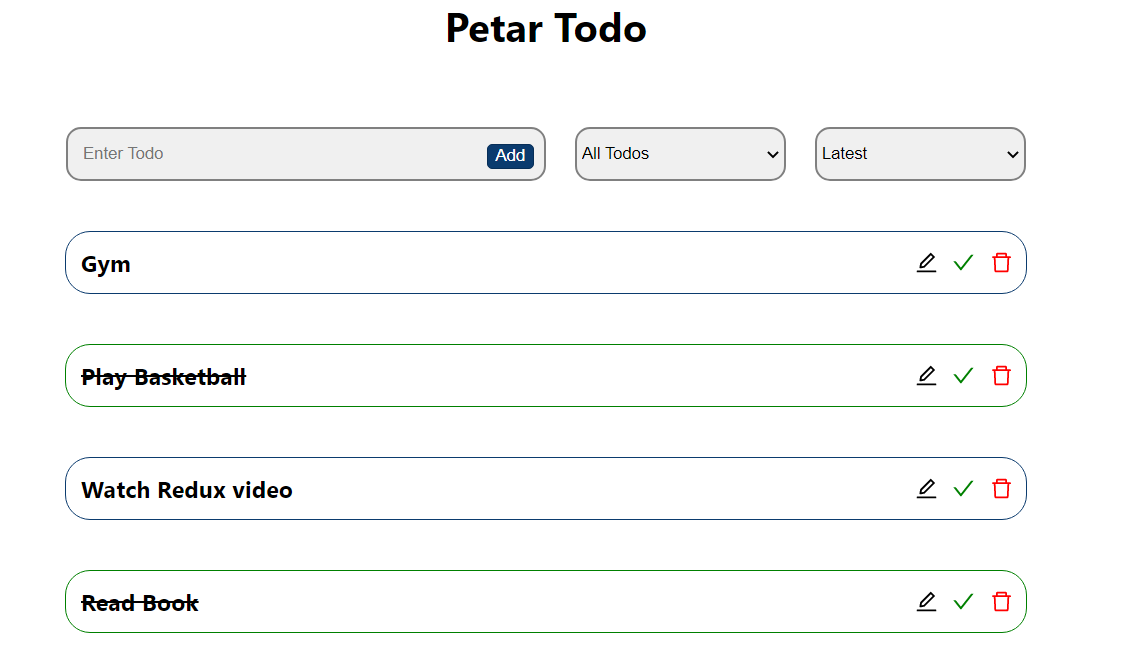 Petar Todo
Enter Todo Add All Todos Latest
Gym
Play Basketball
Watch Redux video
Read Book